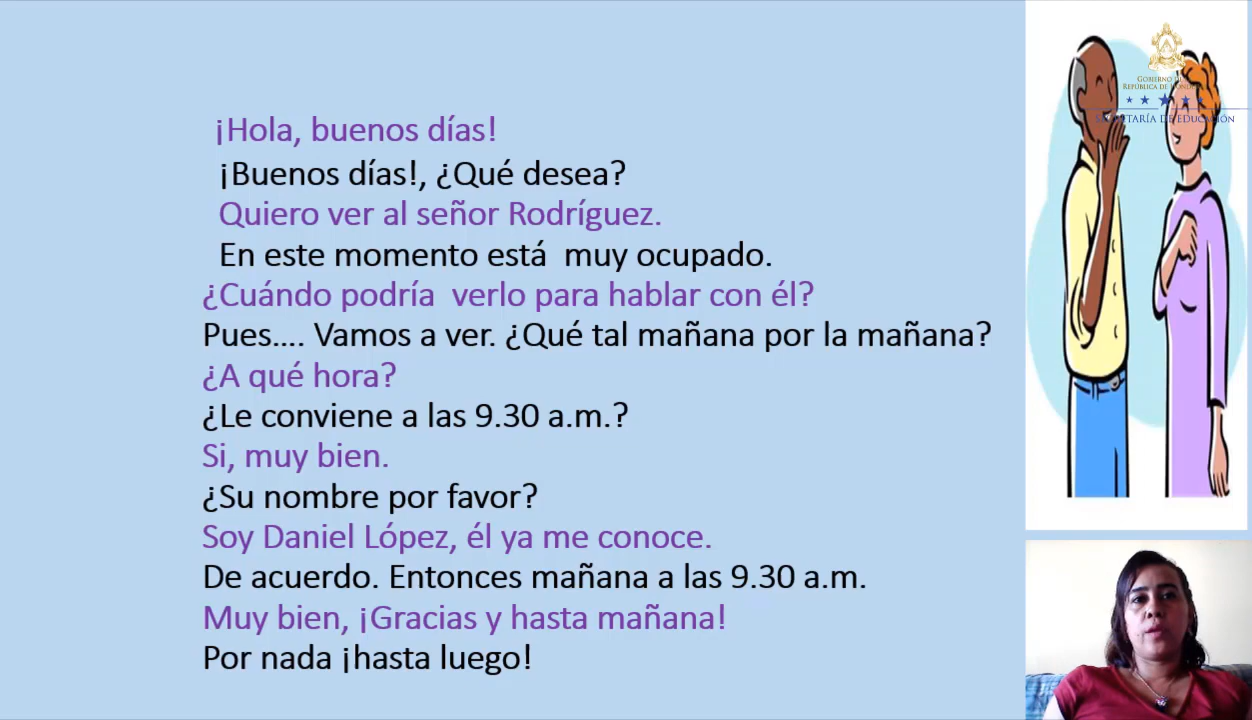 ¡Hola, buenos días!
¡Buenos días!, ¿Qué desea?
Quiero ver al señor Rodríguez.
En este momento está muy ocupado.
¿Cuándo podría verlo para hablar con él?
Pues.... Vamos a ver. ¿Qué tal mañana por la mañana?
¿A qué hora?
¿Le conviene a las 9.30 a.m.?
Si, muy bien.
¿Su nombre por favor?
Soy Daniel López, él ya me conoce.
De acuerdo. Entonces mañana a las 9.30 a.m.
Muy bien, ¡Gracias y hasta mañana!
Por nada ¡hasta luego!
Gobierno
República de
Secretaría de Educación